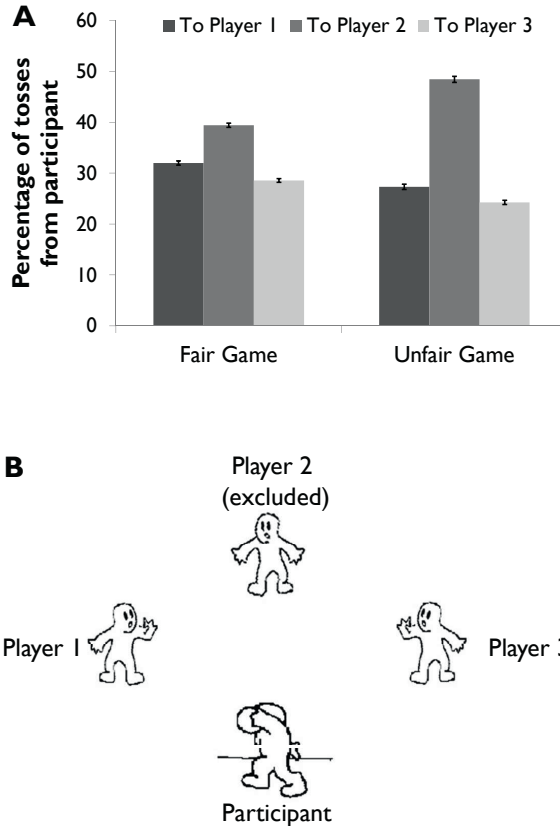 A
To Player 1 To Player 2 To Player 3
Percentage of tosses
from participant
60
50
40
30
20
10
0
Fair Game Unfair Game
B
Player 2
(excluded)
Player 1 Player 3
Participant